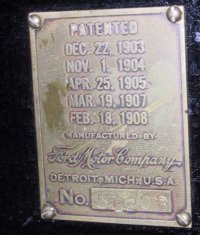 PATENTED
DEC. 22, 1903
NOV. 1, 1904
APR. 25, 1905
MAR. 19, 1907
FEB. 18, 1908
MANUFACTURED BY
Ford Motor Company
DETROIT, MICH., U.S.A.
No.